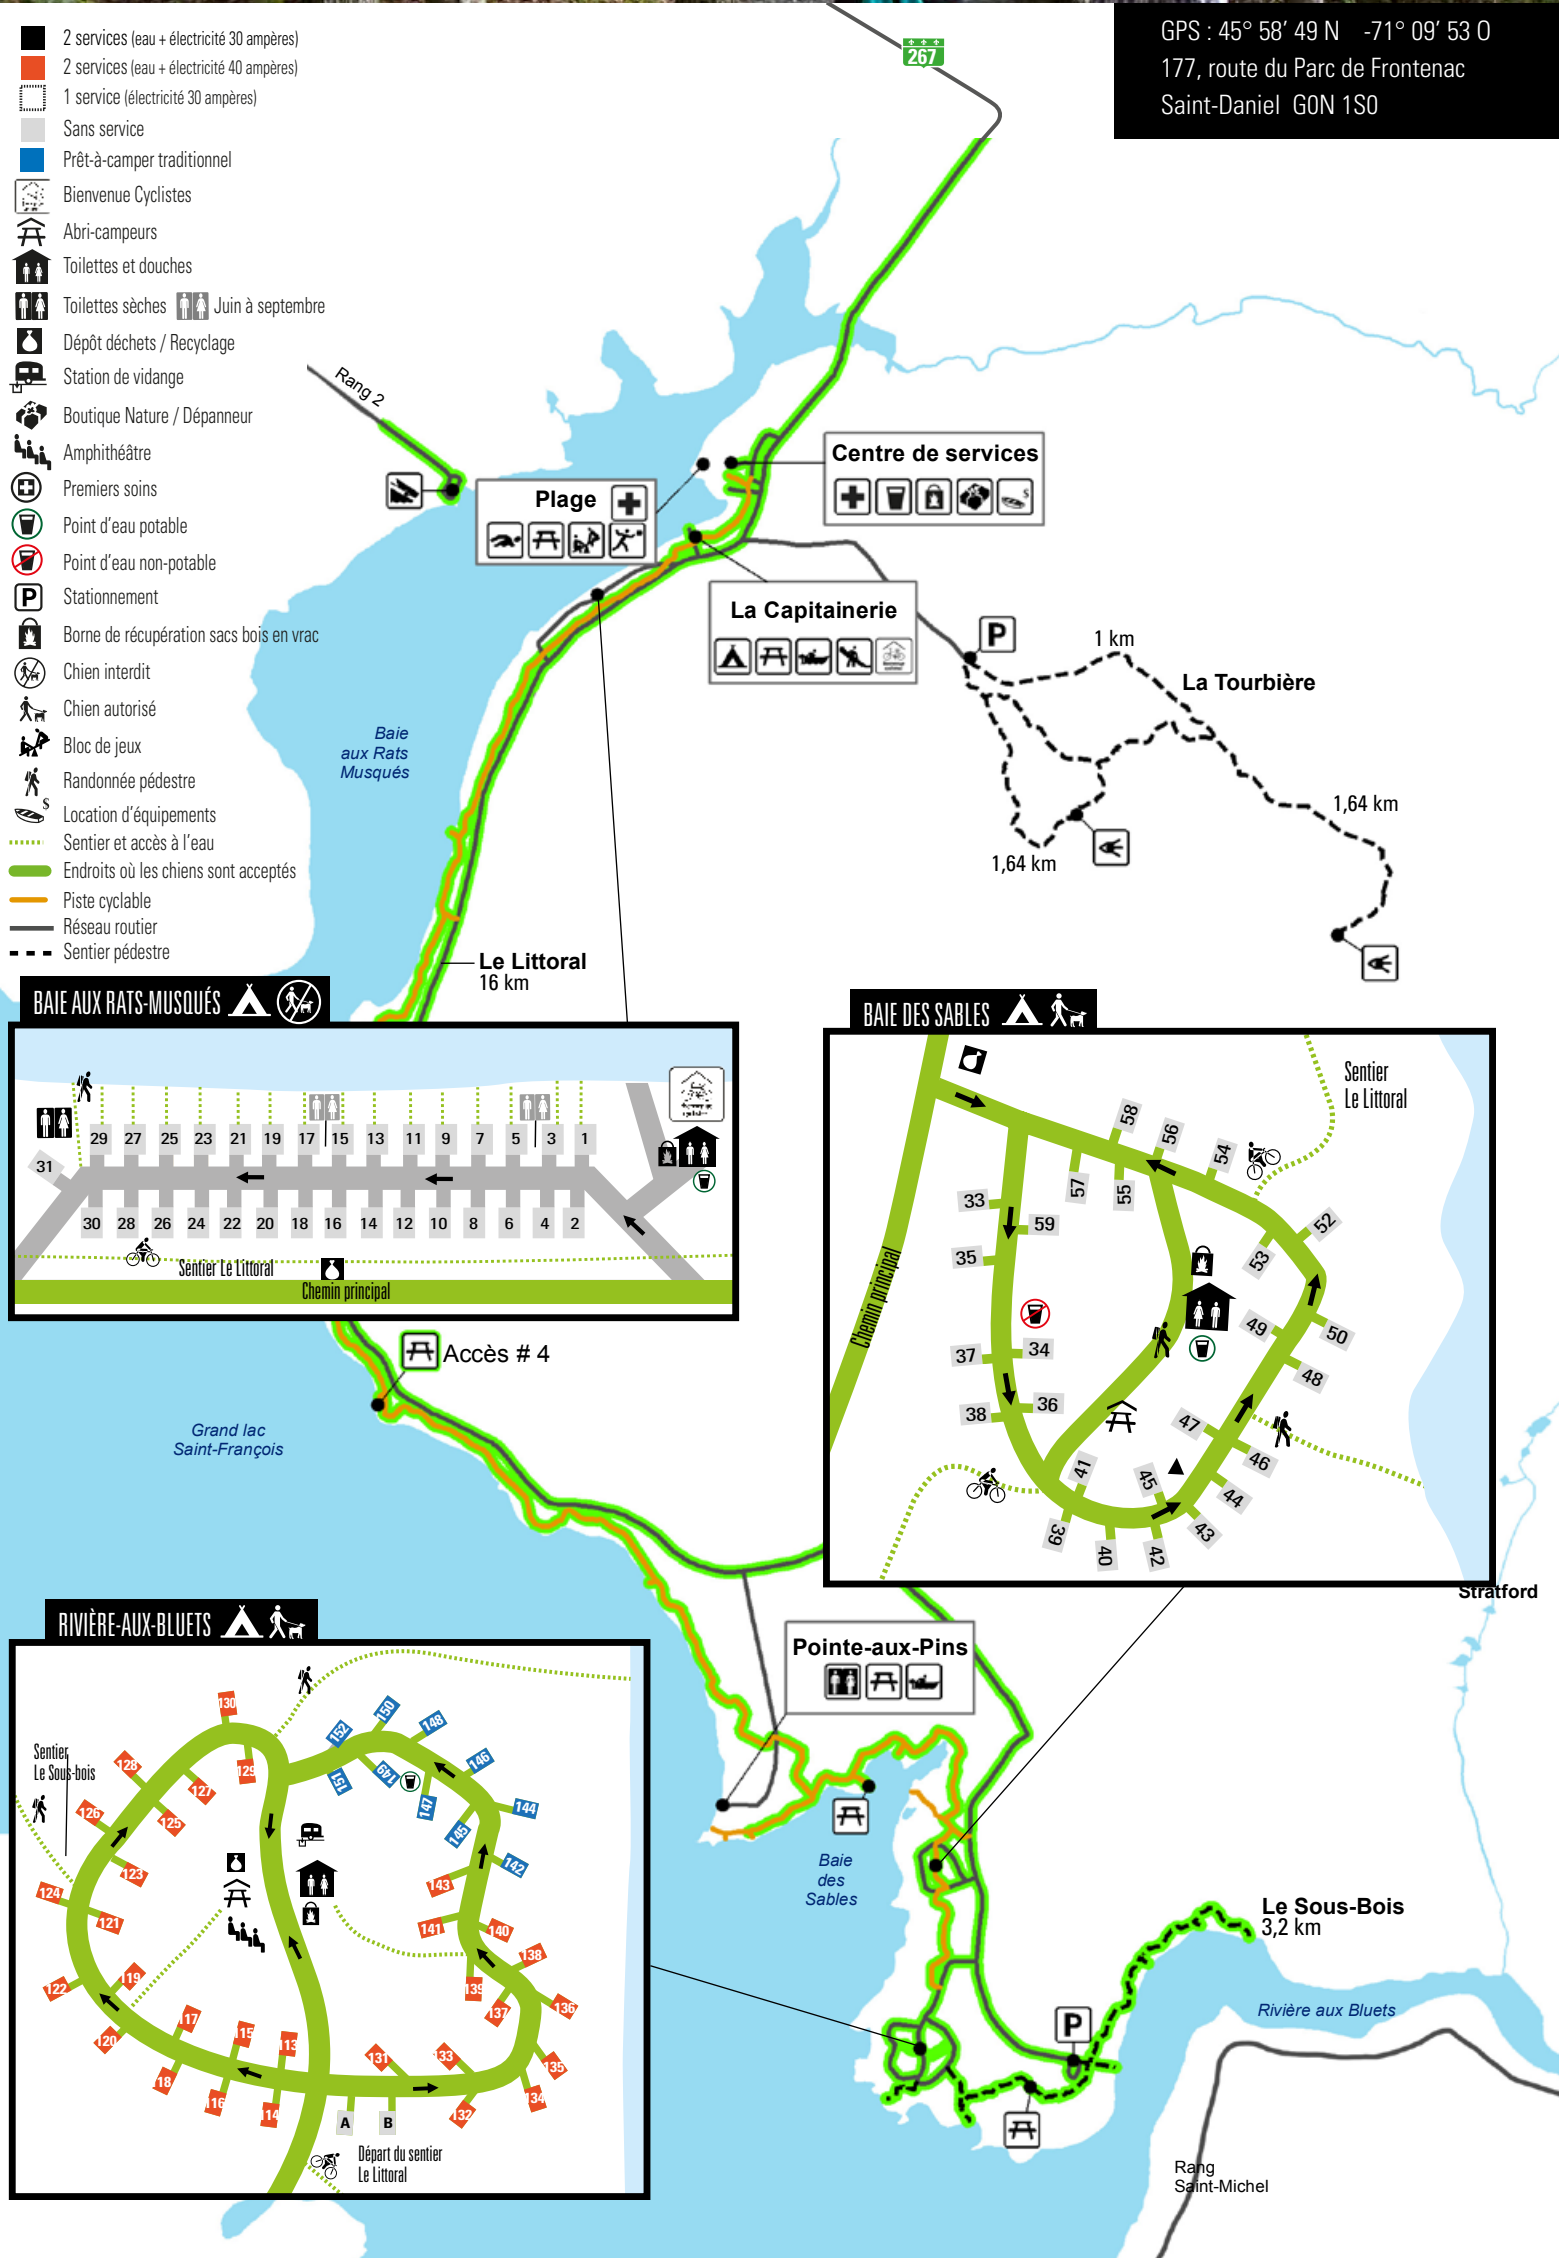 2 services (eau + électricité 30 ampères)
2 services (eau + électricité 40 ampères)
1 service (électricité 30 ampères)
Sans service
Prêt-à-camper traditionnel
Bienvenue Cyclistes
Abri-campeurs
Toilettes et douches
Toilettes sèches Juin à septembre
Dépôt déchets / Recyclage
Station de vidange
Boutique Nature / Dépanneur
Amphithéâtre
Premiers soins
Point d'eau potable
Point d'eau non-potable
P Stationnement
Borne de récupération sacs bois en vrac
Chien interdit
Chien autorisé
Bloc de jeux
Randonnée pédestre
$ Location d'équipements
Sentier et accès à l'eau
Endroits où les chiens sont acceptés
Piste cyclable
Réseau routier
Sentier pédestre
GPS : 45° 58' 49 N -71° 09' 53 O
177, route du Parc de Frontenac
Saint-Daniel G0N 1S0
267
Rang 2
Centre de services
$
Plage
La Capitainerie
P
1 km
La Tourbière
1,64 km
1,64 km
Baie
aux Rats
Musqués
Le Littoral
16 km
BAIE AUX RATS-MUSQUÉS
29 27 25 23 21 19 17 15 13 11 9 7 5 3 1
31
30 28 26 24 22 20 18 16 14 12 10 8 6 4 2
Sentier Le Littoral
Chemin principal
BAIE DES SABLES
Sentier
Le Littoral
Chemin principal
58
56
54
57
55
52
53
33
59
35
37
34
36
38
49
50
48
47
46
41
45
44
43
39
40
42
Accès # 4
Grand lac
Saint-François
Stratford
Pointe-aux-Pins
Baie
des
Sables
Le Sous-Bois
3,2 km
P
Rivière aux Bluets
Rang
Saint-Michel
RIVIÈRE-AUX-BLUETS
Sentier
Le Sous-bois
130
129
128
127
126
125
123
124
121
122
119
120
117
115
113
118
116
114
152
150
148
151
149
146
147
145
144
142
143
141
140
139
138
137
136
135
134
133
131
132
A B
Départ du sentier
Le Littoral